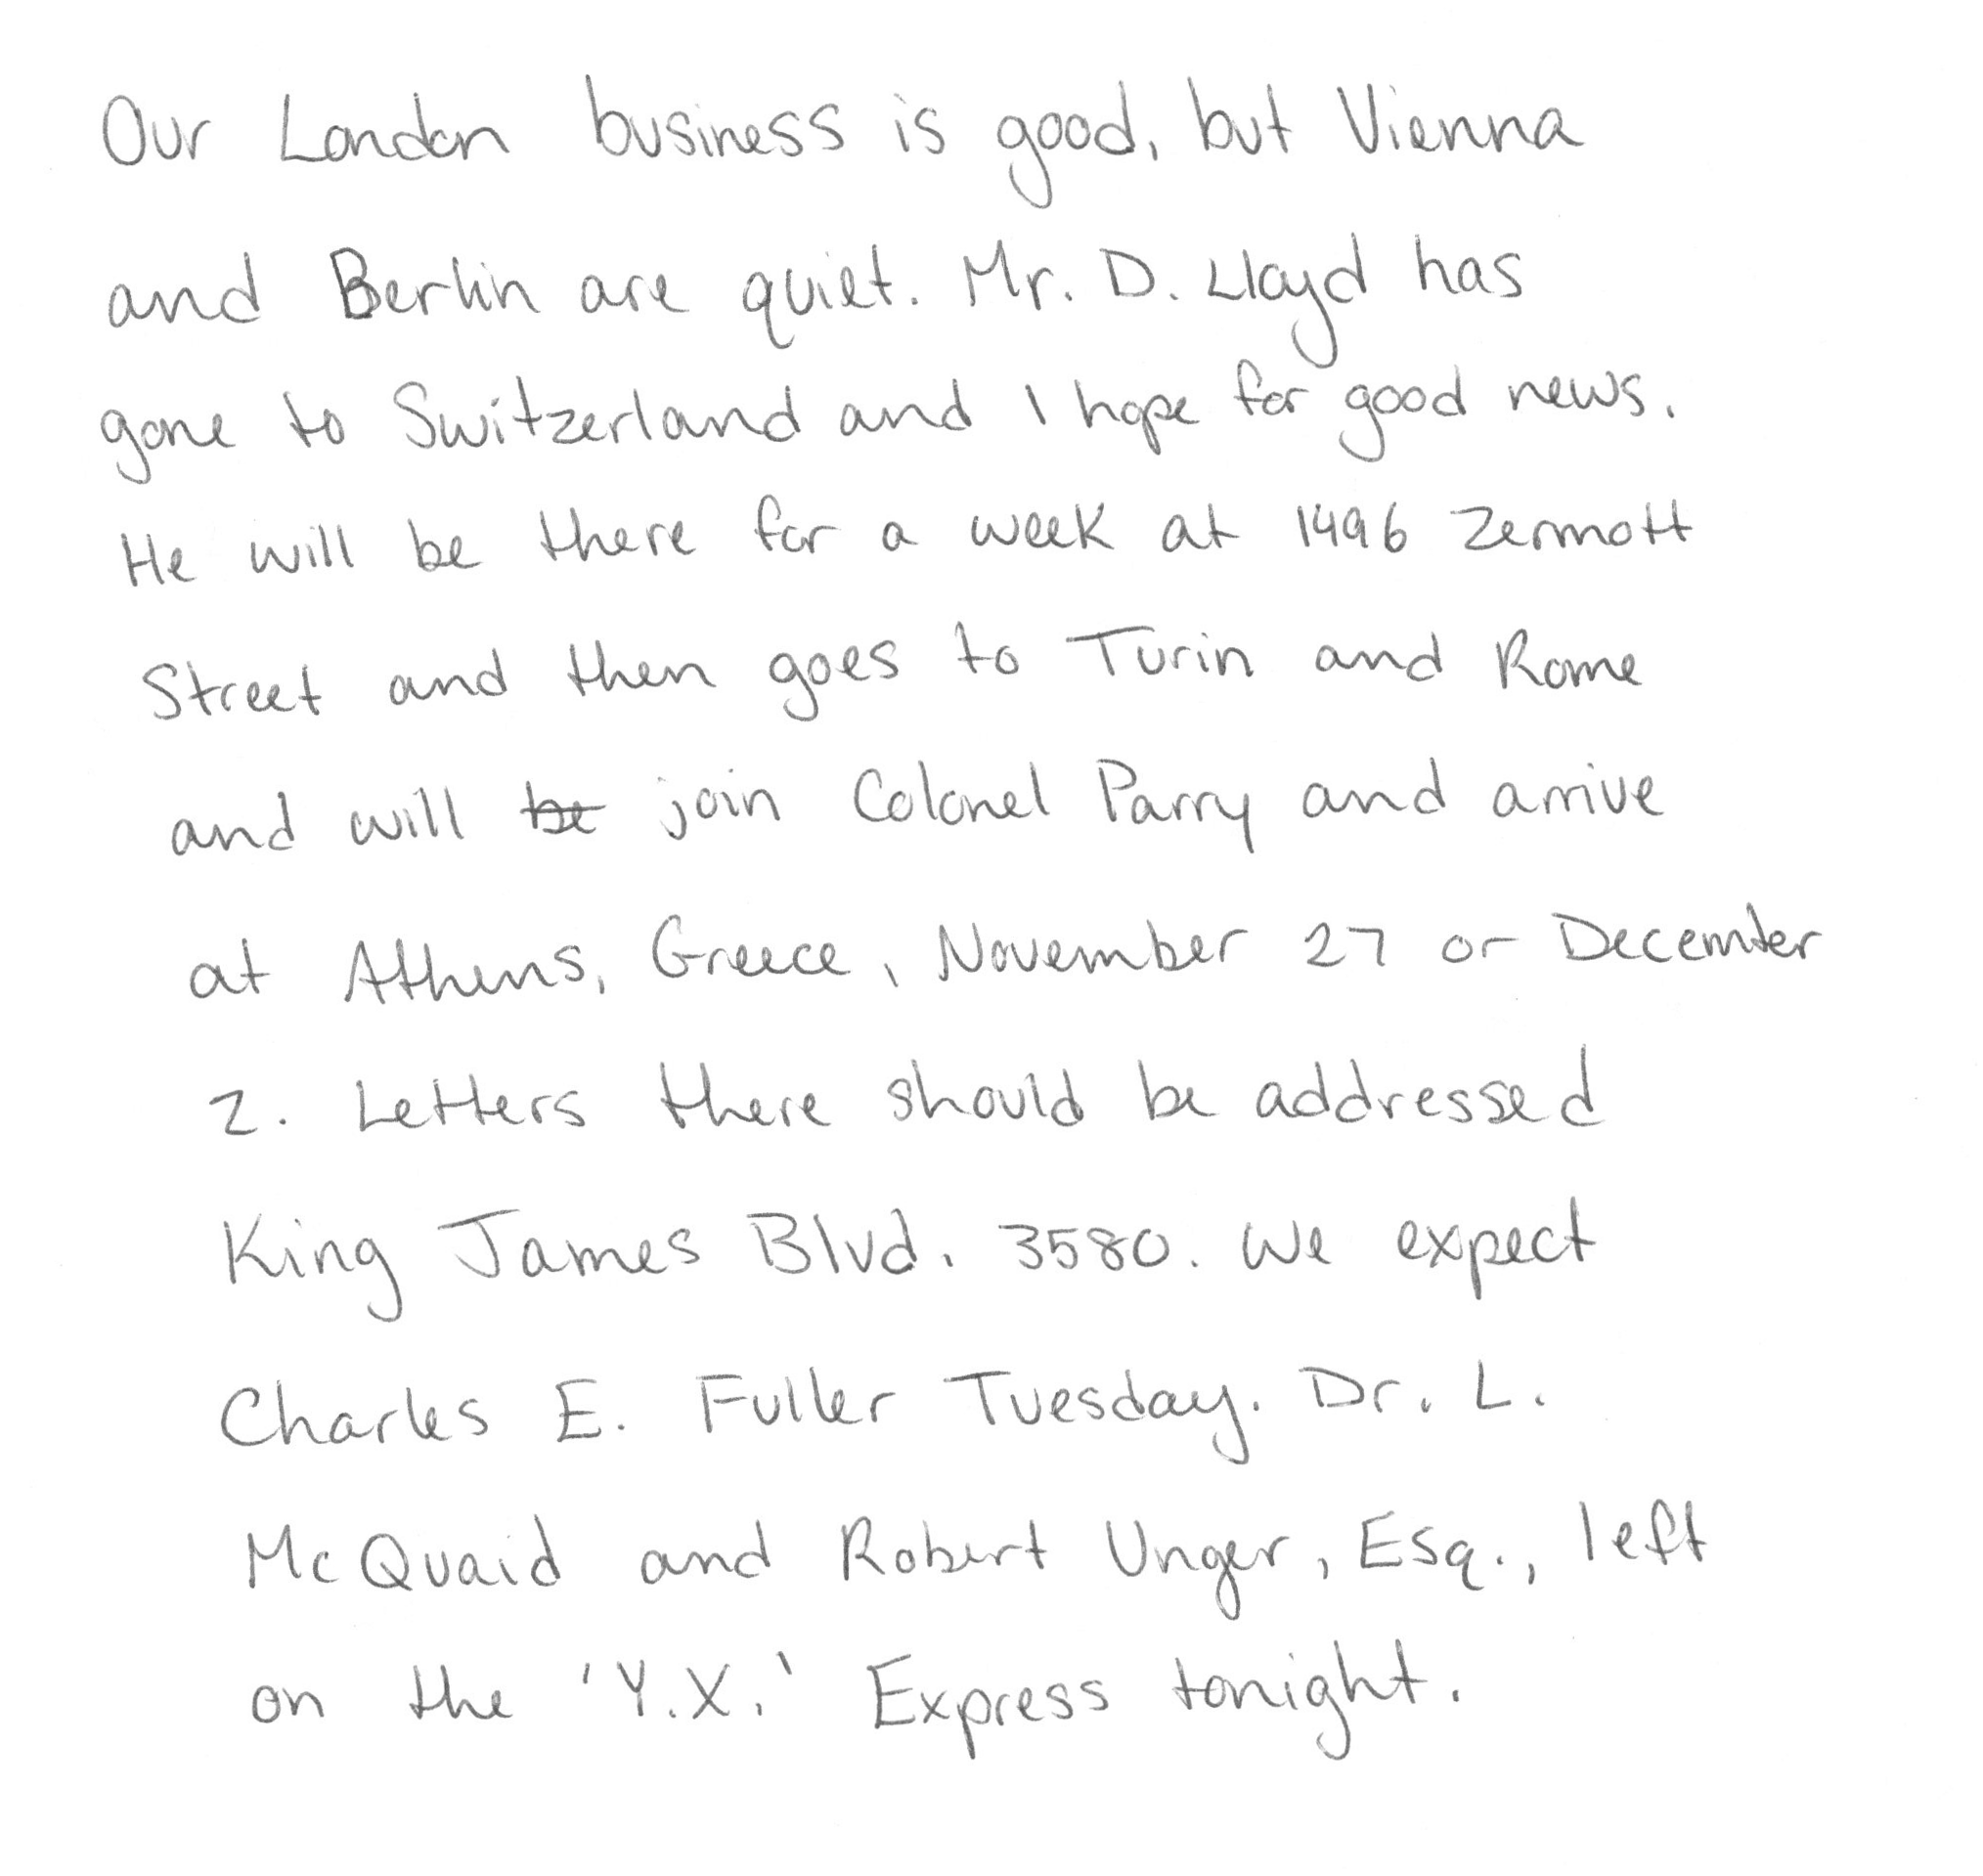 Our London business is good, but Vienna
and Berlin are quiet. Mr. D. Lloyd has
gone to Switzerland and I hope for good news.
He will be there for a week at 1496 Zermott
Street and then goes to Turin and Rome
and will be join Colonel Parry and arrive
at Athens, Greece, November 27 or December
2. Letters there should be addressed
King James Blvd. 3580. We expect
Charles E. Fuller Tuesday. Dr. L.
McQuaid and Robert Unger, Esq., left
on the 'Y.X.' Express tonight.